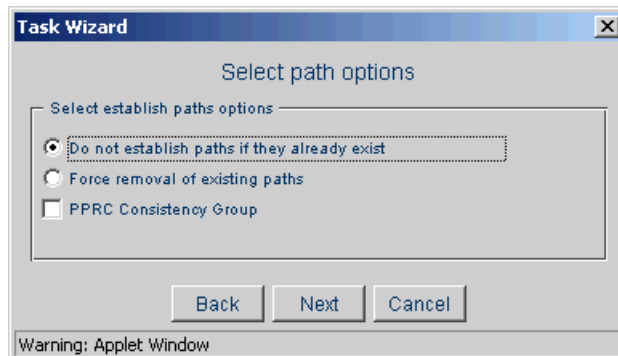 Task Wizard
Select path options
Select establish paths options
Do not establish paths if they already exist
Force removal of existing paths
PPRC Consistency Group
Back Next Cancel
Warning: Applet Window